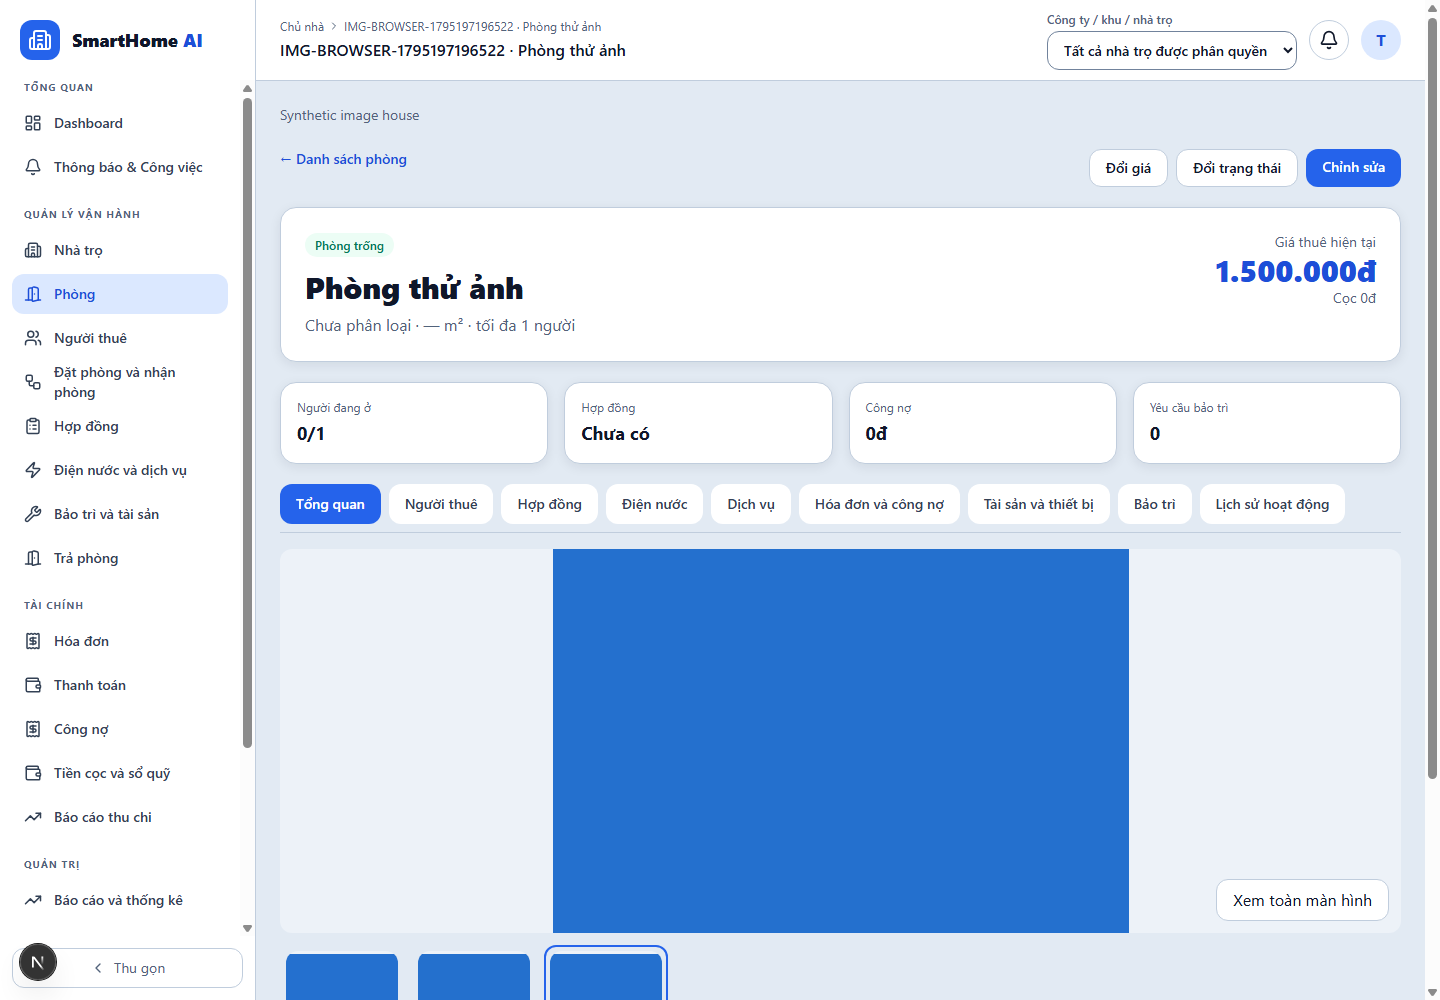 SmartHome AI
TỔNG QUAN
Dashboard
Thông báo & Công việc
QUẢN LÝ VẬN HÀNH
Nhà trọ
Phòng
Người thuê
Đặt phòng và nhận
phòng
Hợp đồng
Điện nước và dịch vụ
Bảo trì và tài sản
Trả phòng
TÀI CHÍNH
Hóa đơn
Thanh toán
Công nợ
Tiền cọc và sổ quỹ
Báo cáo thu chi
QUẢN TRỊ
Báo cáo và thống kê
N
Thu gọn
Chủ nhà > IMG-BROWSER-1795197196522 · Phòng thử ảnh
IMG-BROWSER-1795197196522 · Phòng thử ảnh
Công ty / khu / nhà trọ
Tất cả nhà trọ được phân quyền
T
Synthetic image house
← Danh sách phòng
Đổi giá
Đổi trạng thái
Chỉnh sửa
Phòng trống
Phòng thử ảnh
Chưa phân loại · — m² · tối đa 1 người
Giá thuê hiện tại
1.500.000đ
Cọc 0đ
Người đang ở
0/1
Hợp đồng
Chưa có
Công nợ
0đ
Yêu cầu bảo trì
0
Tổng quan
Người thuê
Hợp đồng
Điện nước
Dịch vụ
Hóa đơn và công nợ
Tài sản và thiết bị
Bảo trì
Lịch sử hoạt động
Xem toàn màn hình